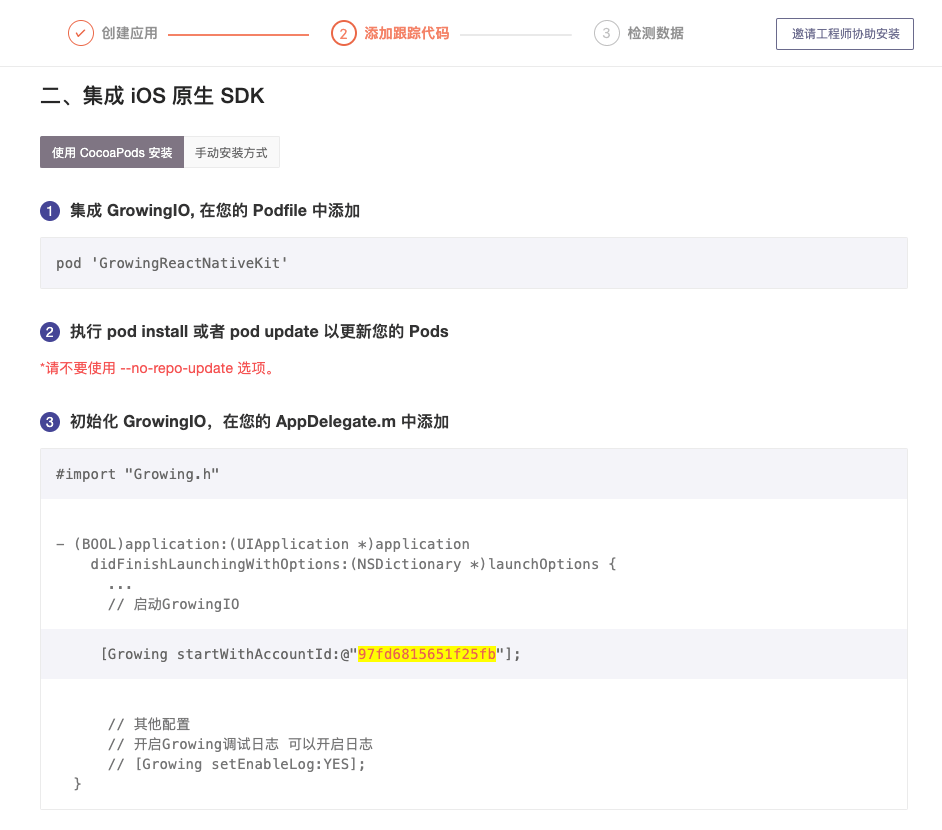 创建应用
2 添加跟踪代码
3 检测数据
邀请工程师协助安装
二、集成 iOS 原生 SDK
使用 CocoaPods 安装
手动安装方式
1 集成 GrowingIO, 在您的 Podfile 中添加
pod 'GrowingReactNativeKit'
2 执行 pod install 或者 pod update 以更新您的 Pods
*请不要使用 --no-repo-update 选项。
3 初始化 GrowingIO，在您的 AppDelegate.m 中添加
#import "Growing.h"
– (BOOL)application:(UIApplication *)application
didFinishLaunchingWithOptions:(NSDictionary *)launchOptions {
...
// 启动GrowingIO
[Growing startWithAccountId:@"97fd6815651f25fb"];
// 其他配置
// 开启Growing调试日志 可以开启日志
// [Growing setEnableLog:YES];
}